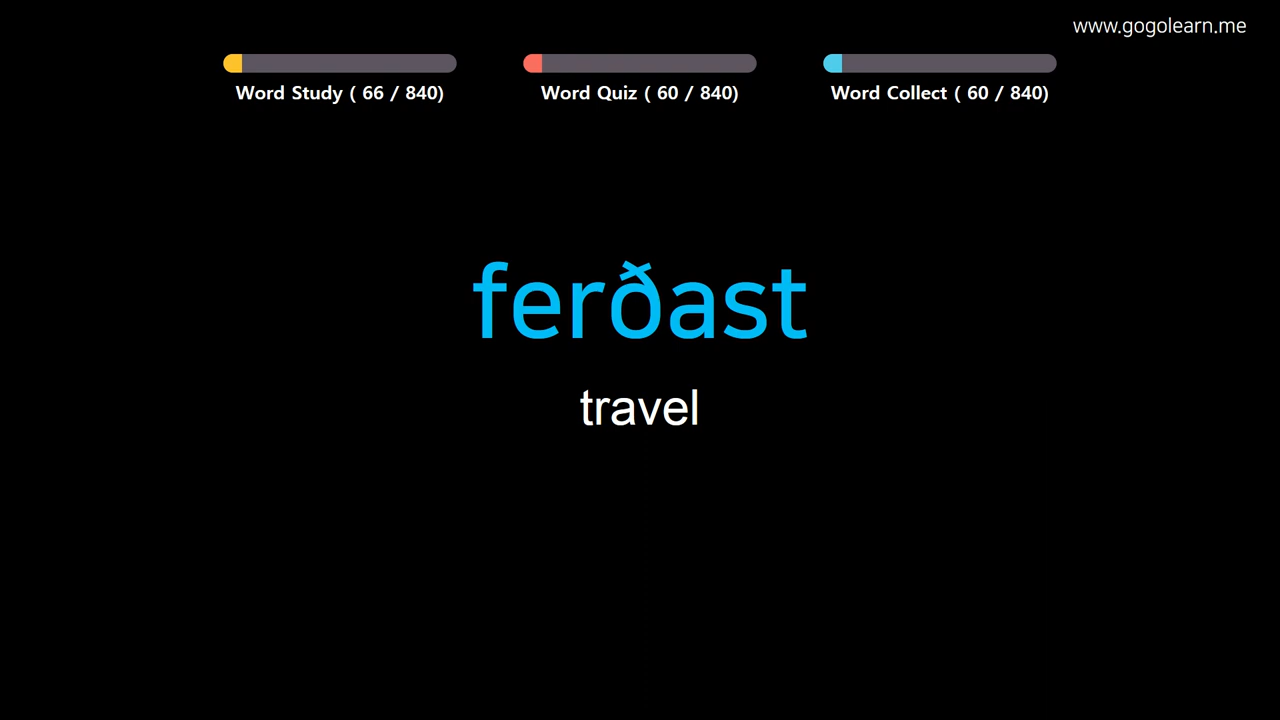 www.gogolearn.me
Word Study ( 66 / 840)
Word Quiz ( 60 / 840)
Word Collect ( 60 / 840)
ferðast
travel